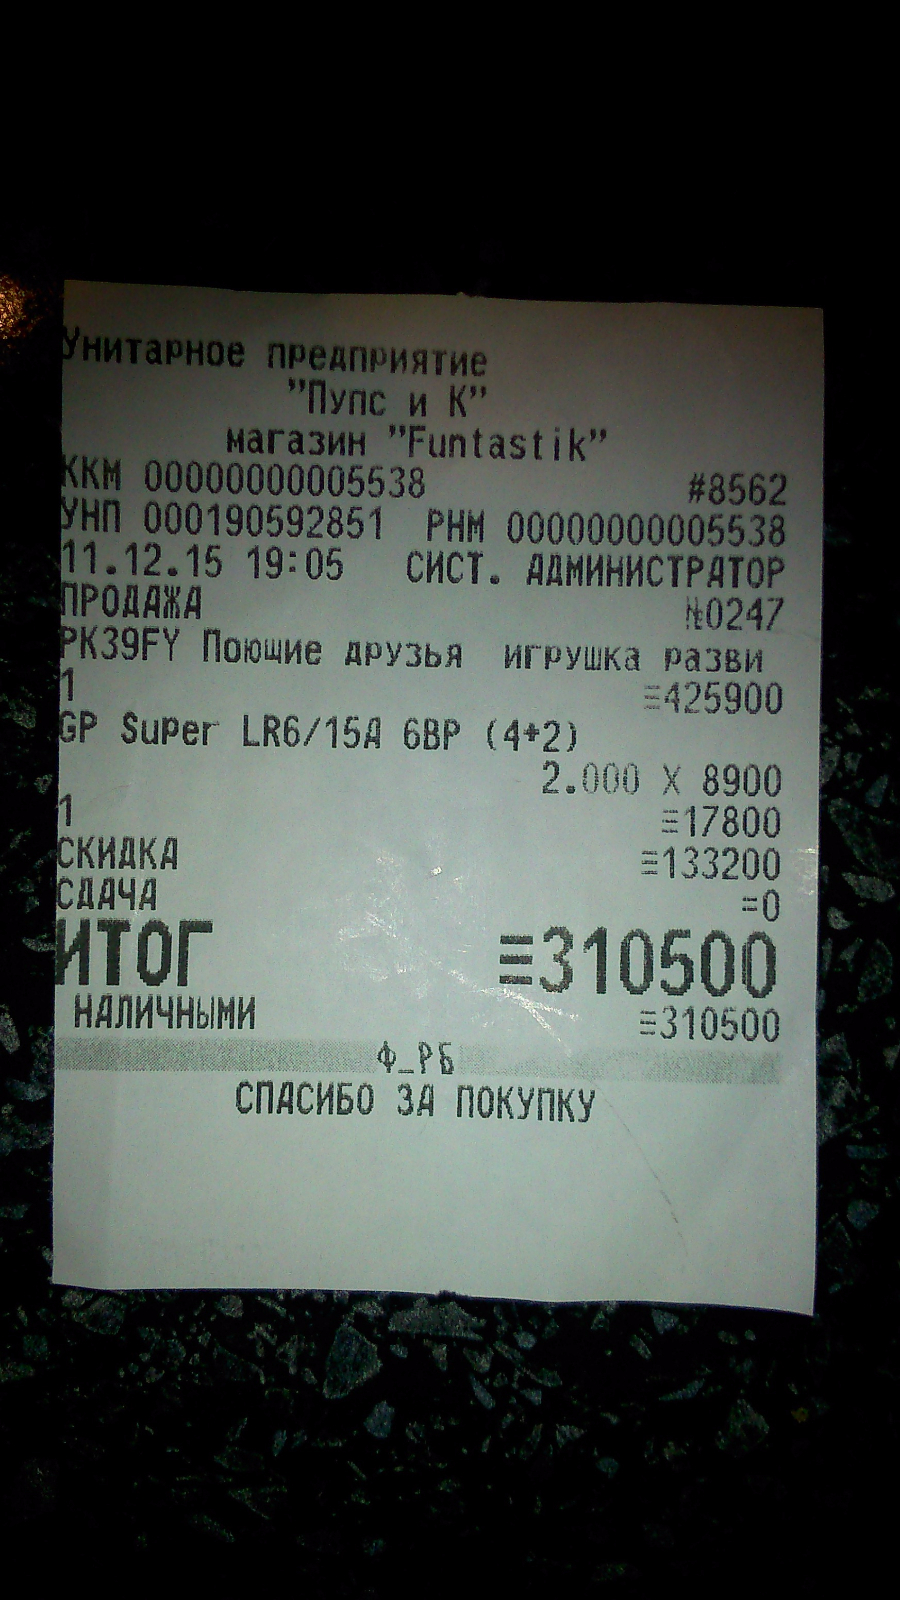 Унитарное предприятие
"Пупс и К"
магазин "Funtastik"
ККМ 00000000005538 #8562
УНП 000190592851 РНМ 00000000005538
11.12.15 19:05 СИСТ. АДМИНИСТРАТОР
ПРОДАЖА №0247
PK39FY Поющие друзья игрушка разви
1 ≡425900
GP Super LR6/15A 6BP (4+2)
2.000 X 8900
1 ≡17800
СКИДКА ≡133200
СДАЧА =0
ИТОГ ≡310500
НАЛИЧНЫМИ ≡310500
Ф_РБ
СПАСИБО ЗА ПОКУПКУ